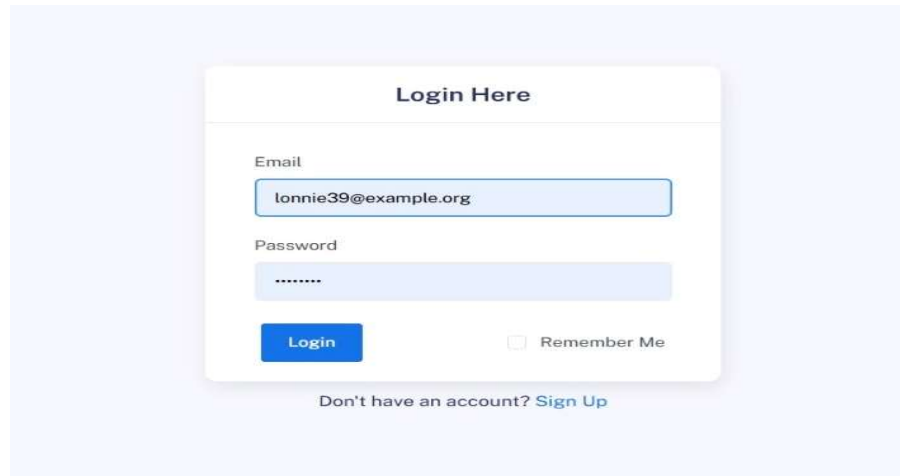 Login Here
Email
lonnie39@example.org
Password
••••••••
Login
Remember Me
Don't have an account? Sign Up